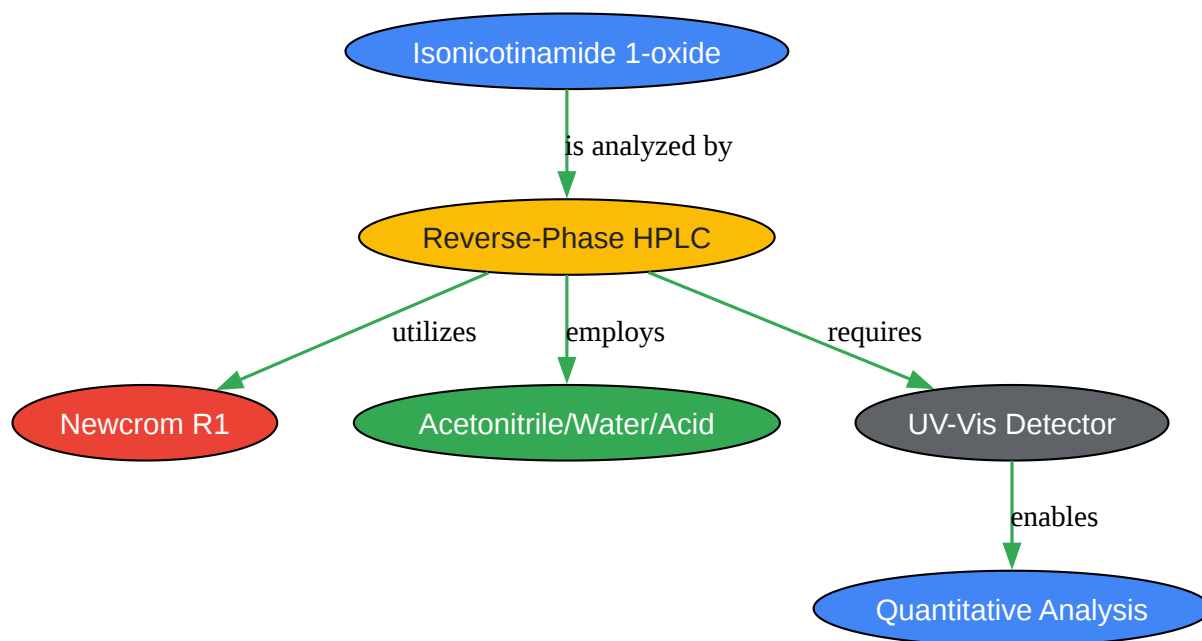 Isonicotinamide 1-oxide
is analyzed by
Reverse-Phase HPLC
utilizes
employs
requires
Newcrom R1
Acetonitrile/Water/Acid
UV-Vis Detector
enables
Quantitative Analysis